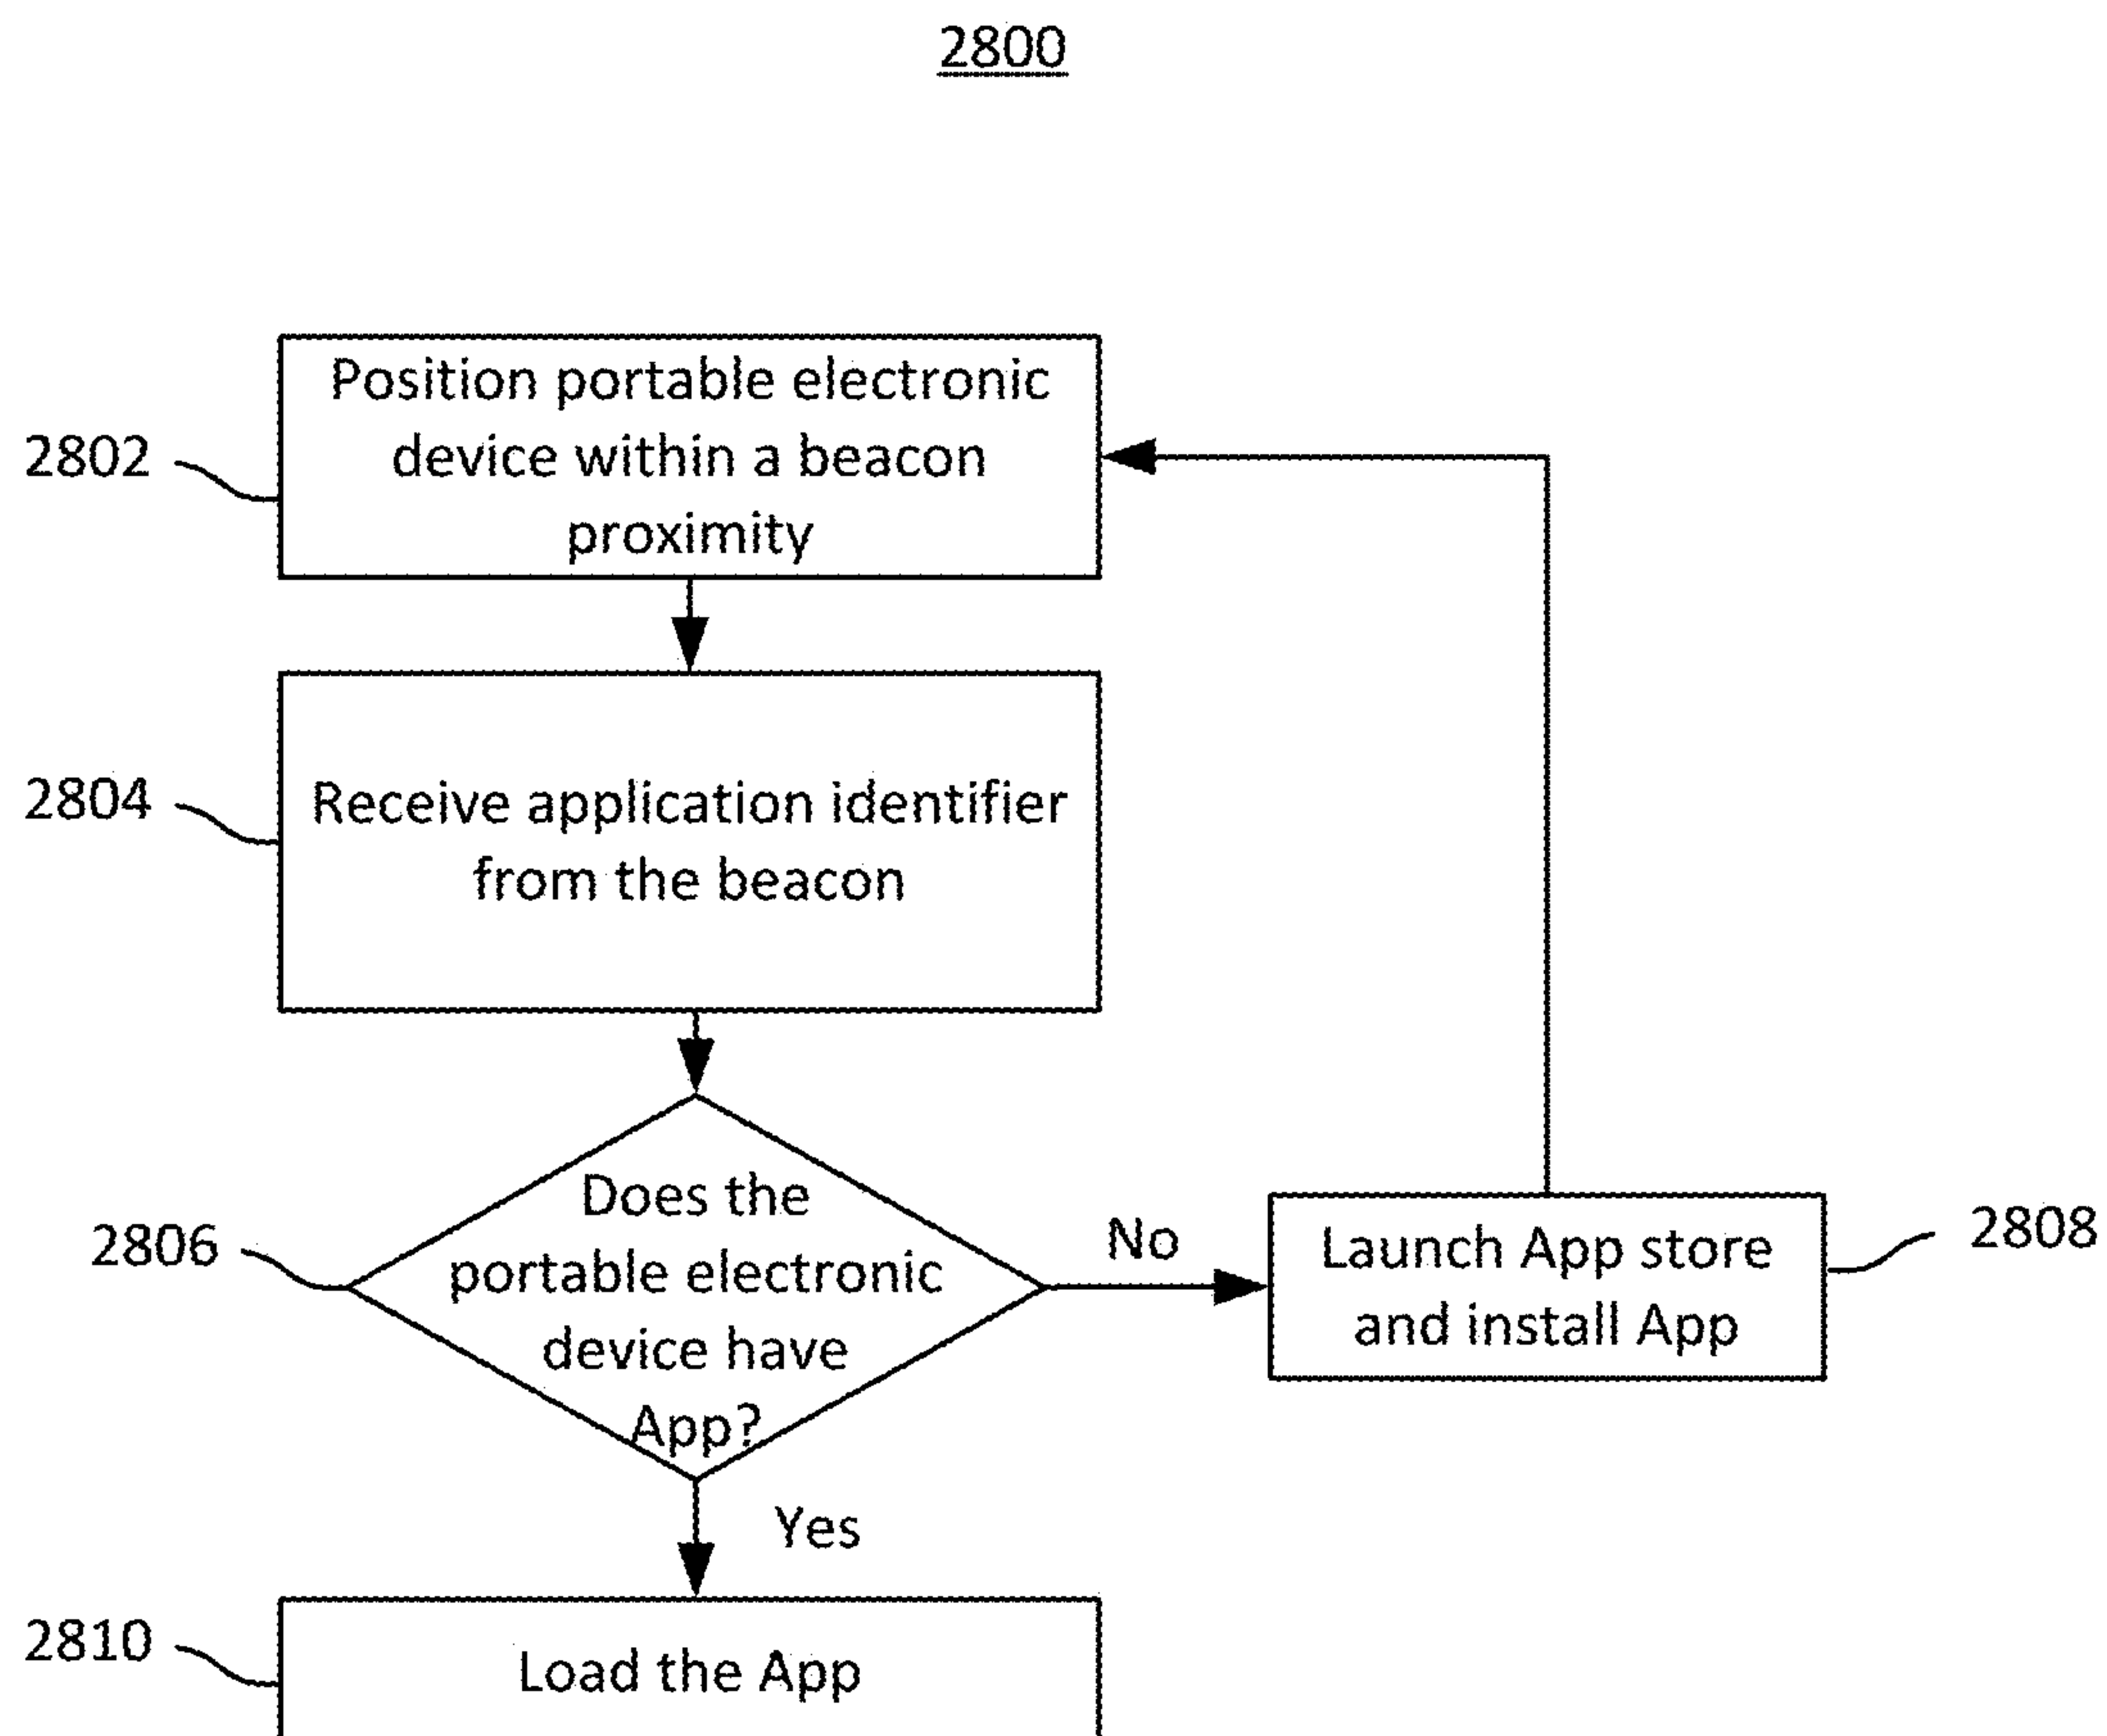 2800
Position portable electronic
device within a beacon
proximity
2802
2804
Receive application identifier
from the beacon
2806
Does the
portable electronic
device have
App?
No
Launch App store
and install App
2808
Yes
2810
Load the App